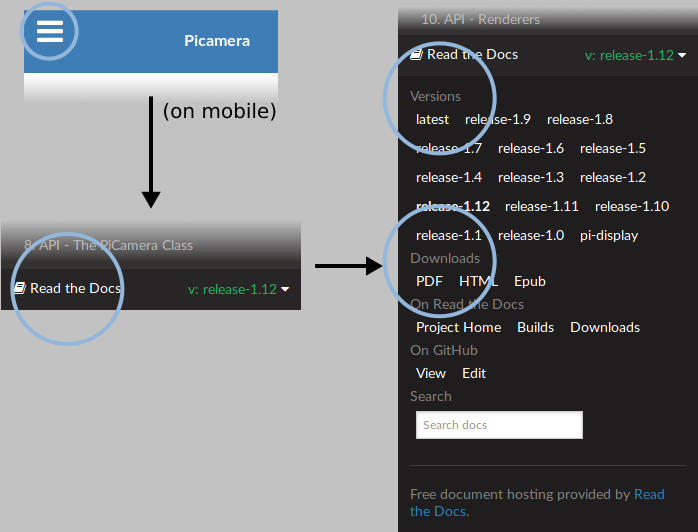 Picamera
(on mobile)
8. API - The PiCamera Class
Read the Docs v: release-1.12
10. API - Renderers
Read the Docs v: release-1.12
Versions
latest release-1.9 release-1.8
release-1.7 release-1.6 release-1.5
release-1.4 release-1.3 release-1.2
release-1.12 release-1.11 release-1.10
release-1.1 release-1.0 pi-display
Downloads
PDF HTML Epub
On Read the Docs
Project Home Builds Downloads
On GitHub
View Edit
Search
Search docs
Free document hosting provided by Read
the Docs.